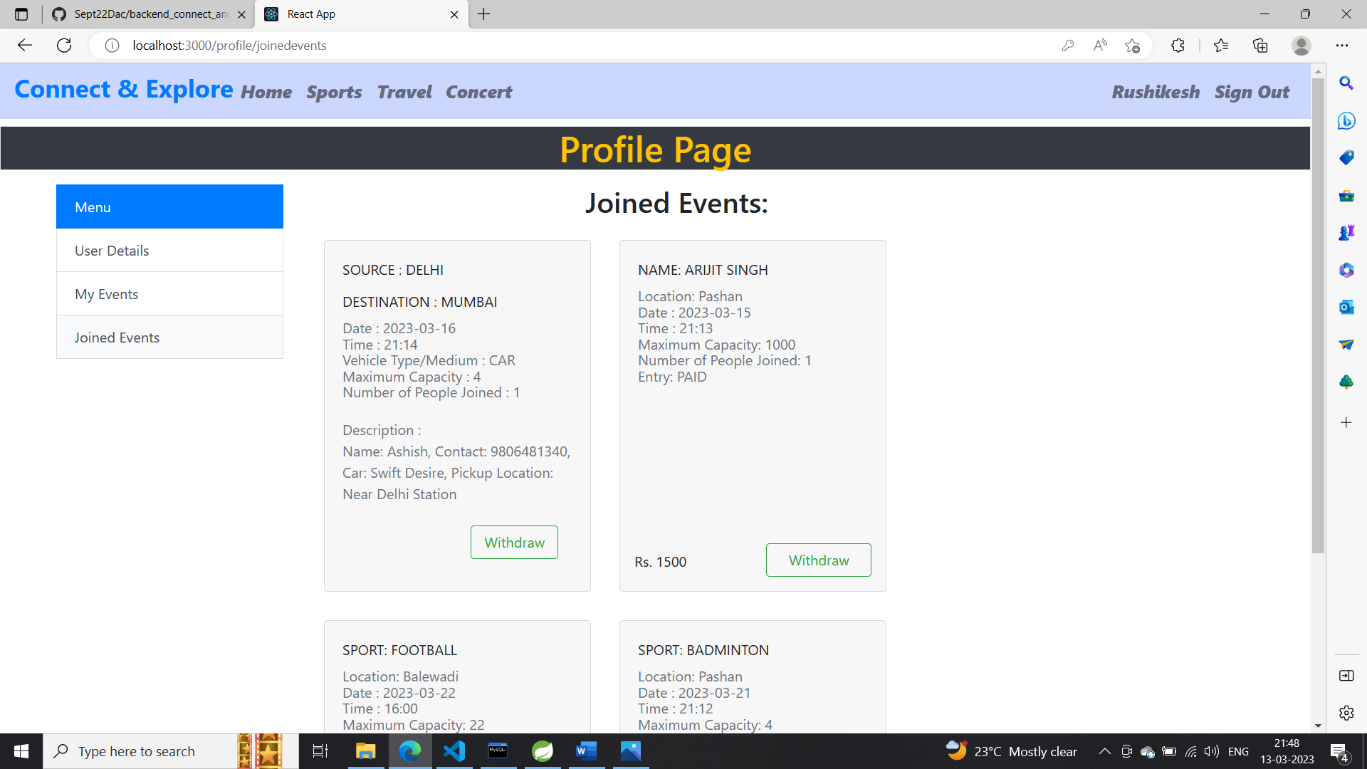 Sept22Dac/backend_connect_an
React App
localhost:3000/profile/joinedevents
Connect & Explore
Home
Sports
Travel
Concert
Rushikesh
Sign Out
Profile Page
Menu
User Details
My Events
Joined Events
Joined Events:
SOURCE : DELHI
DESTINATION : MUMBAI
Date : 2023-03-16
Time : 21:14
Vehicle Type/Medium : CAR
Maximum Capacity : 4
Number of People Joined : 1
Description :
Name: Ashish, Contact: 9806481340,
Car: Swift Desire, Pickup Location:
Near Delhi Station
Withdraw
NAME: ARIJIT SINGH
Location: Pashan
Date : 2023-03-15
Time : 21:13
Maximum Capacity: 1000
Number of People Joined: 1
Entry: PAID
Rs. 1500
Withdraw
SPORT: FOOTBALL
Location: Balewadi
Date : 2023-03-22
Time : 16:00
Maximum Capacity: 22
SPORT: BADMINTON
Location: Pashan
Date : 2023-03-21
Time : 21:12
Maximum Capacity: 4
Type here to search
23°C Mostly clear
ENG
21:48
13-03-2023
4